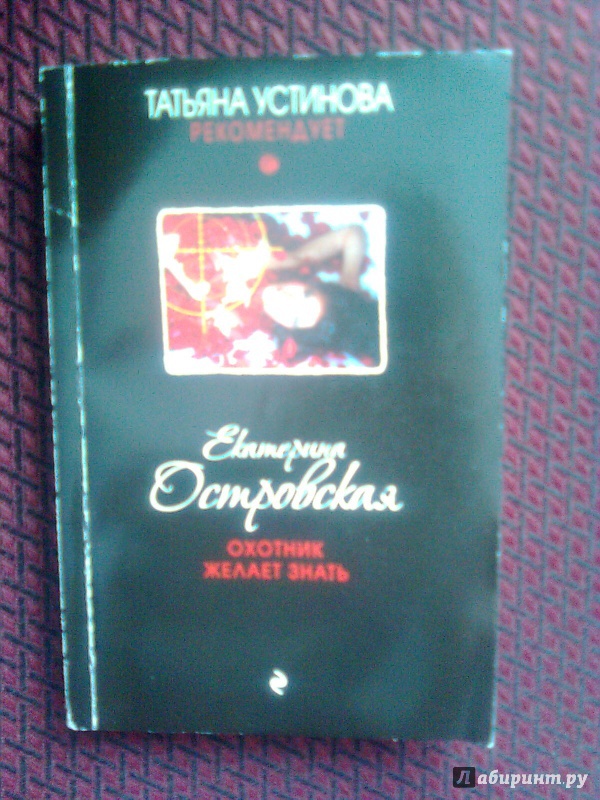 ТАТЬЯНА УСТИНОВА
РЕКОМЕНДУЕТ
Екатерина
Островская
ОХОТНИК
ЖЕЛАЕТ ЗНАТЬ
Лабиринт.ру